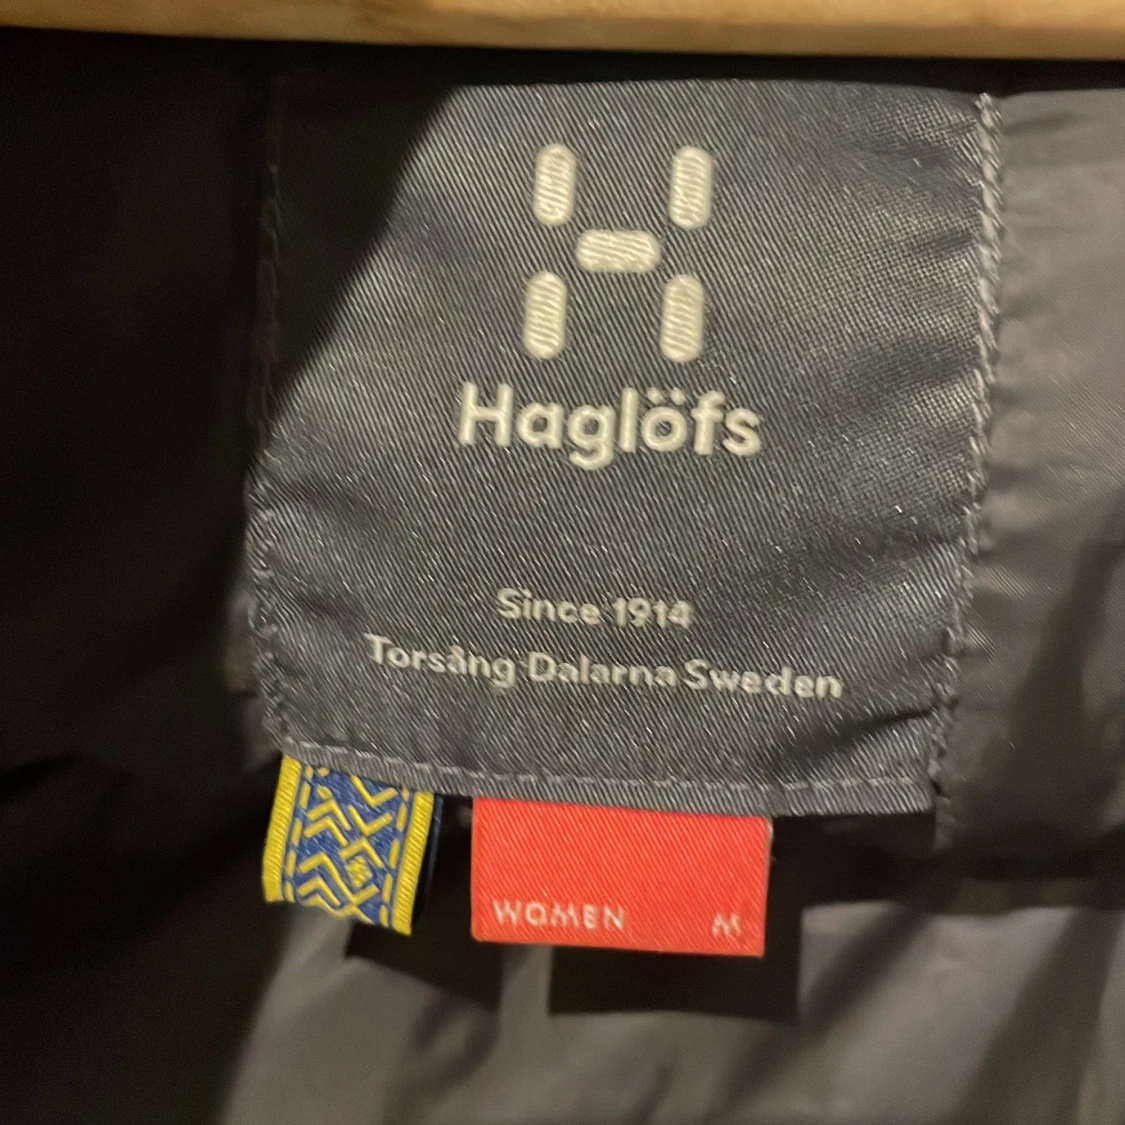 Haglöfs
Since 1914
Torsång Dalarna Sweden
WOMEN M